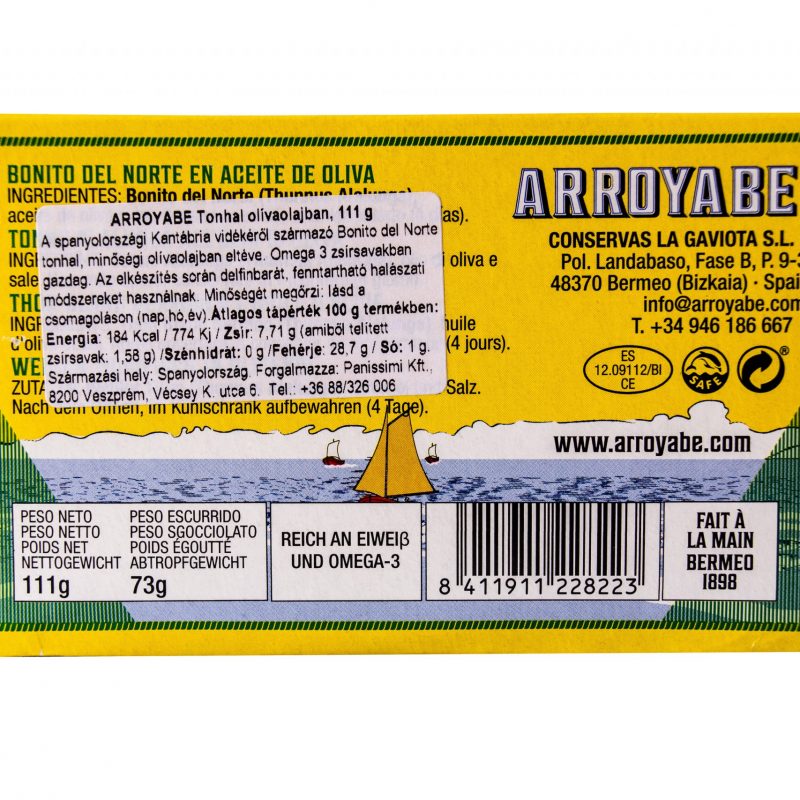 BONITO DEL NORTE EN ACEITE DE OLIVA
INGREDIENTES: Bonito del Norte (Thunnus Alalunga)
ARROYABE Tonhal olívaolajban, 111 g
A spanyolországi Kantábria vidékéről származó Bonito del Norte
tonhal, minőségi olívaolajban eltéve. Omega 3 zsírsavakban
gazdag. Az elkészítés során delfinbarát, fenntartható halászati
módszereket használnak. Minőségét megőrzi: lásd a
csomagoláson (nap,hó,év). Átlagos tápérték 100 g termékben:
Energia: 184 Kcal / 774 Kj / Zsír: 7,71 g (amiből telített
zsírsavak: 1,58 g) /Szénhidrát: 0 g /Fehérje: 28,7 g / Só: 1 g.
Származási hely: Spanyolország. Forgalmazza: Panissimi Kft.,
8200 Veszprém, Vécsey K. utca 6. Tel.: +36 88/326 006
i oliva e
huile
(4 jours).
Salz.
Nach dem Öffnen, im Kühlschrank aufbewahren (4 Tage).
ARROYABE
CONSERVAS LA GAVIOTA S.L.
Pol. Landabaso, Fase B, P. 9-3
48370 Bermeo (Bizkaia) · Spai
info@arroyabe.com
T. +34 946 186 667
ES
12.09112/BI
CE
SAFE
®
www.arroyabe.com
PESO NETO
PESO NETTO
POIDS NET
NETTOGEWICHT
111g
PESO ESCURRIDO
PESO SGOCCIOLATO
POIDS ÉGOUTTÉ
ABTROPFGEWICHT
73g
REICH AN EIWEIβ
UND OMEGA-3
8 411911 228223
FAIT À
LA MAIN
BERMEO
1898